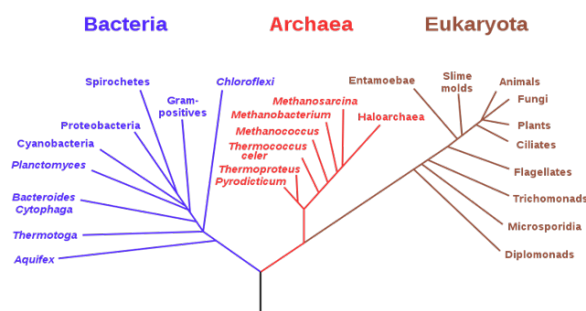 Bacteria
Archaea
Eukaryota
Spirochetes
Chloroflexi
Gram-
positives
Proteobacteria
Cyanobacteria
Planctomyces
Bacteroides
Cytophaga
Thermotoga
Aquifex
Methanosarcina
Methanobacterium
Haloarchaea
Methanococcus
Thermococcus
celer
Thermoproteus
Pyrodicticum
Entamoebae
Slime
molds
Animals
Fungi
Plants
Ciliates
Flagellates
Trichomonads
Microsporidia
Diplomonads